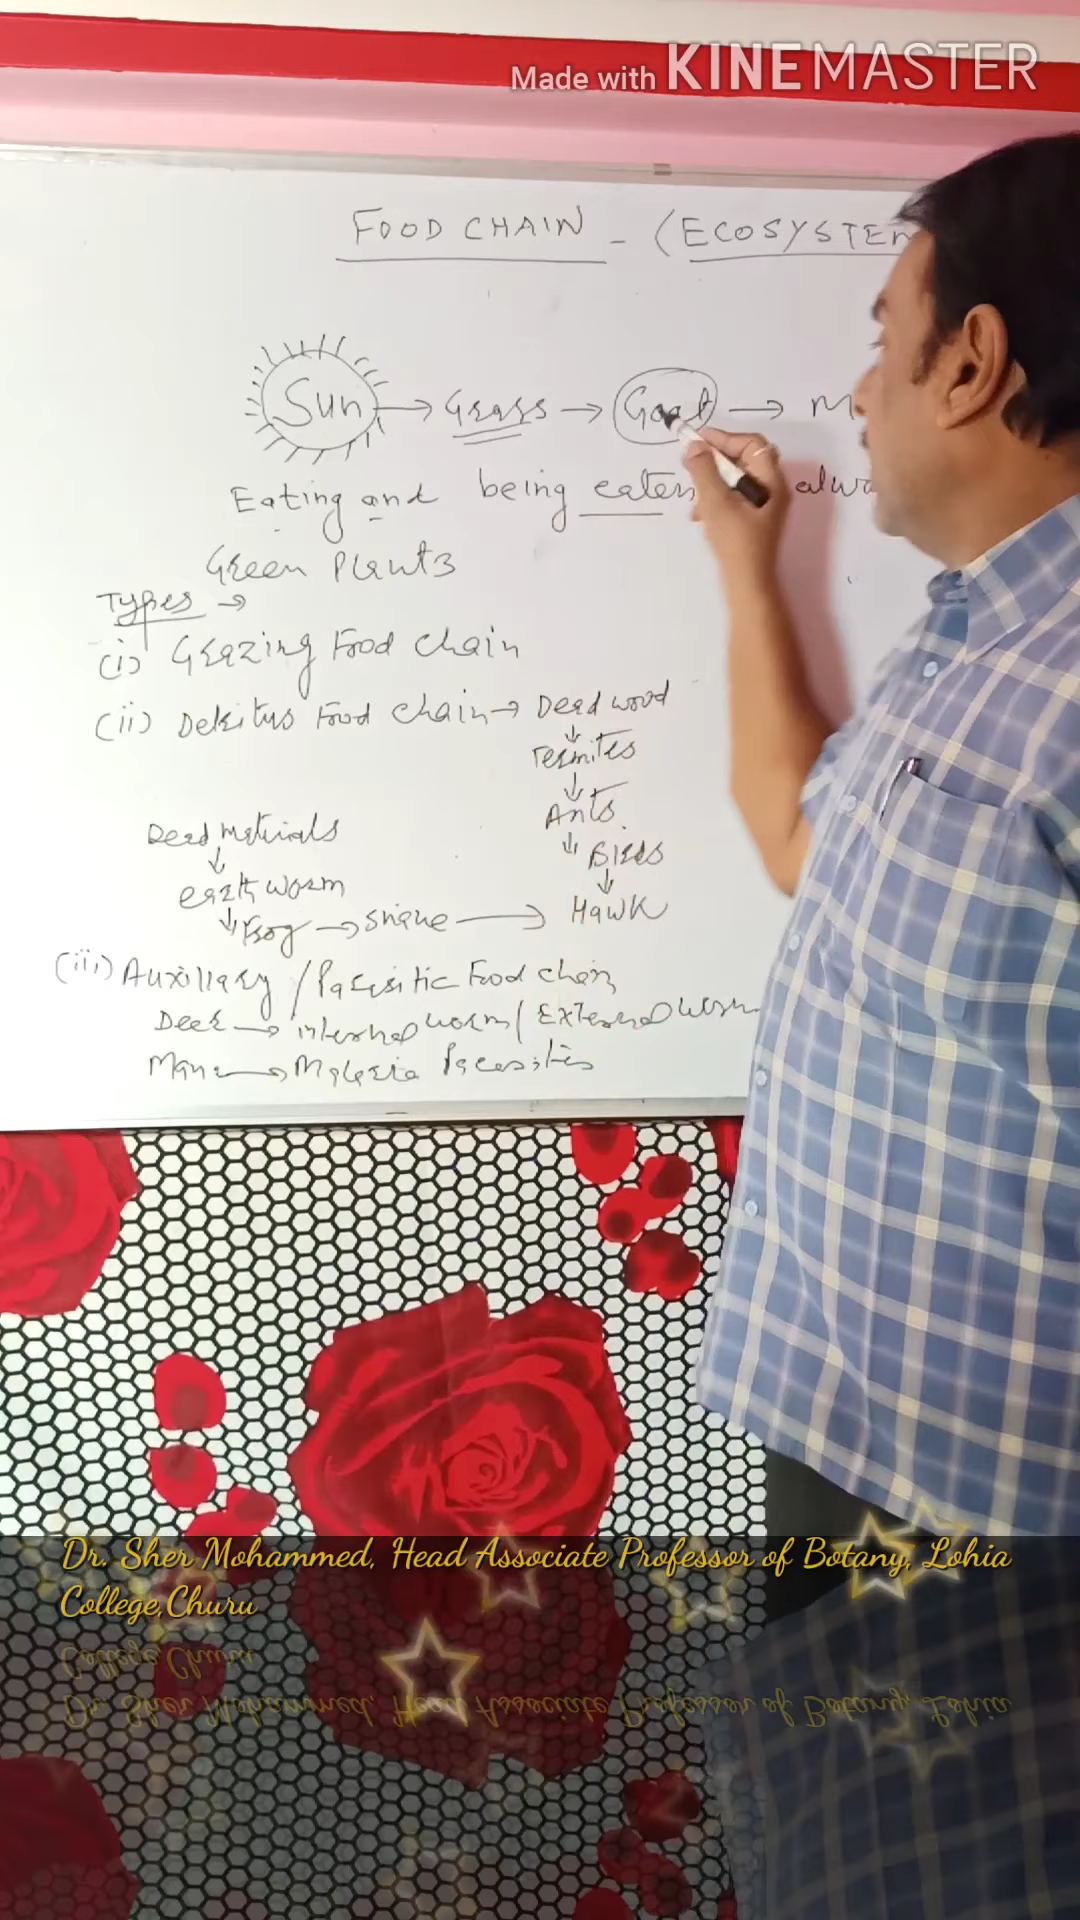 Made with KINEMASTER
FOOD CHAIN - (ECOSYSTEM
Sun → Grass → Goat → M
Eating and being eaten alwa
Green Plants
Types →
(i) Grazing Food chain
(ii) Detritus Food chain → Dead wood
↓
Termites
↓
Ants.
↓ Birds
↓
Hawk
Dead materials
↓
earth worm
↓ Frog → snake →
(iii) Auxillary / Parasitic Food chain
Deer → internal worm / External worm
Man → Malaria Parasites
Dr. Sher Mohammed, Head Associate Professor of Botany, Lohia
College,Churu